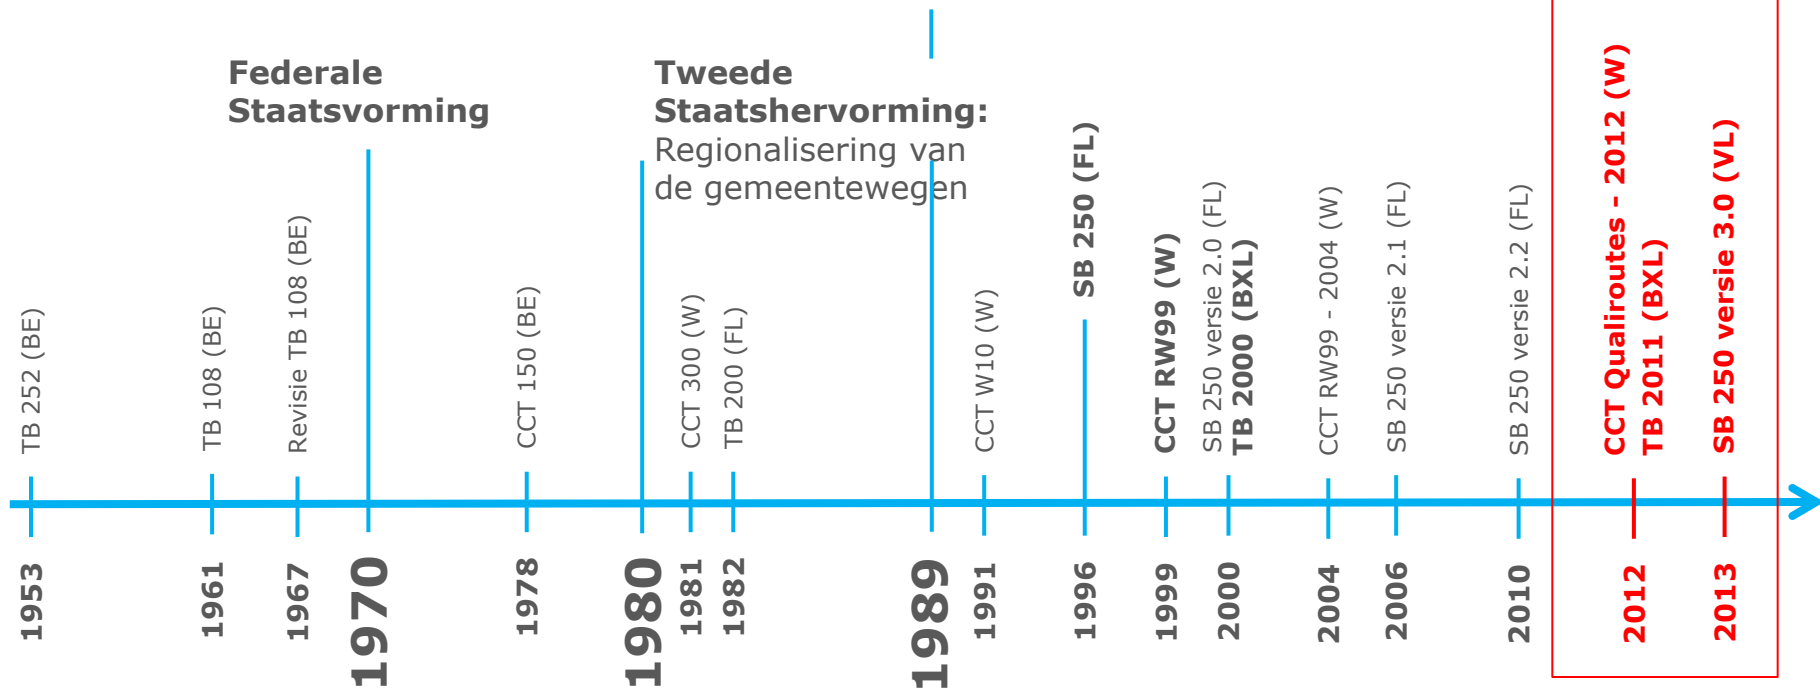 Federale
Staatsvorming
Tweede
Staatshervorming:
Regionalisering van
de gemeentewegen
TB 252 (BE)
TB 108 (BE)
Revisie TB 108 (BE)
CCT 150 (BE)
CCT 300 (W)
TB 200 (FL)
CCT W10 (W)
SB 250 (FL)
CCT RW99 (W)
SB 250 versie 2.0 (FL)
TB 2000 (BXL)
CCT RW99 - 2004 (W)
SB 250 versie 2.1 (FL)
SB 250 versie 2.2 (FL)
CCT Qualiroutes – 2012 (W)
TB 2011 (BXL)
SB 250 versie 3.0 (VL)
1953
1961
1967
1970
1978
1980
1981
1982
1989
1991
1996
1999
2000
2004
2006
2010
2012
2013